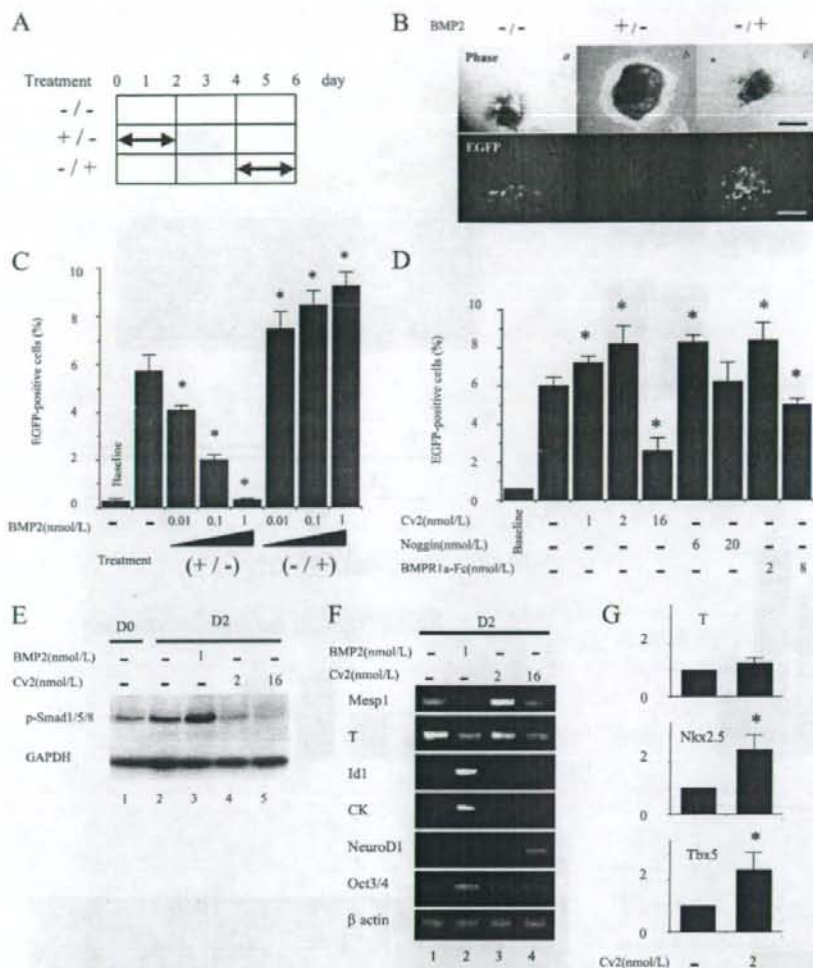 A
Treatment 0 1 2 3 4 5 6 day
- / -
+ / -
- / +
B
BMP2 - / - + / - - / +
Phase a b c
EGFP
C
EGFP-positive cells (%)
10
8
6
4
2
0
Baseline
* * * * * *
BMP2(nmol/L) - - 0.01 0.1 1 0.01 0.1 1
Treatment (+ / -) (- / +)
D
EGFP-positive cells (%)
10
8
6
4
2
0
* * * * * *
Baseline
Cv2(nmol/L) - 1 2 16 - - - -
Noggin(nmol/L) - - - - 6 20 - -
BMPR1a-Fc(nmol/L) - - - - - - 2 8
E
D0 D2
BMP2(nmol/L) - - 1 - -
Cv2(nmol/L) - - - 2 16
p-Smad1/5/8
GAPDH
1 2 3 4 5
F
D2
BMP2(nmol/L) - 1 - -
Cv2(nmol/L) - - 2 16
Mesp1
T
Id1
CK
NeuroD1
Oct3/4
β actin
1 2 3 4
G
T
2
0
Nkx2.5 *
2
0
Tbx5 *
2
0
Cv2(nmol/L) - 2